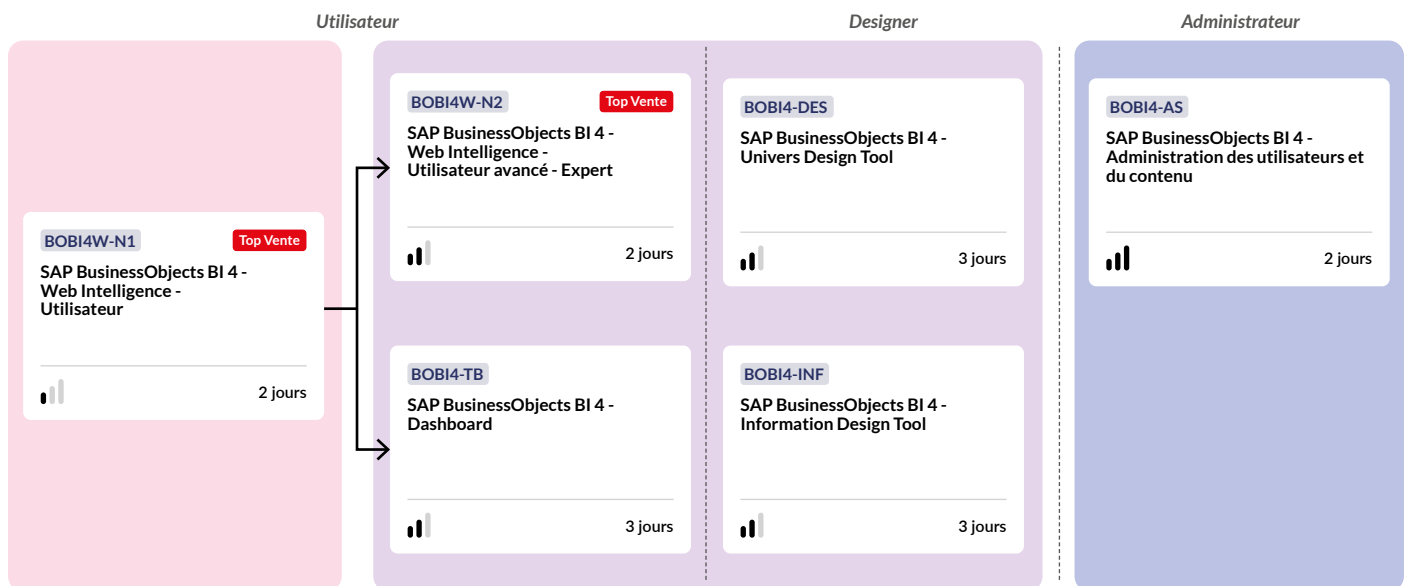 Utilisateur
Designer
Administrateur
BOBI4W-N1
Top Vente
SAP BusinessObjects BI 4 -
Web Intelligence -
Utilisateur
2 jours
BOBI4W-N2
Top Vente
SAP BusinessObjects BI 4 -
Web Intelligence -
Utilisateur avancé - Expert
2 jours
BOBI4-TB
SAP BusinessObjects BI 4 -
Dashboard
3 jours
BOBI4-DES
SAP BusinessObjects BI 4 -
Univers Design Tool
3 jours
BOBI4-INF
SAP BusinessObjects BI 4 -
Information Design Tool
3 jours
BOBI4-AS
SAP BusinessObjects BI 4 -
Administration des utilisateurs et
du contenu
2 jours